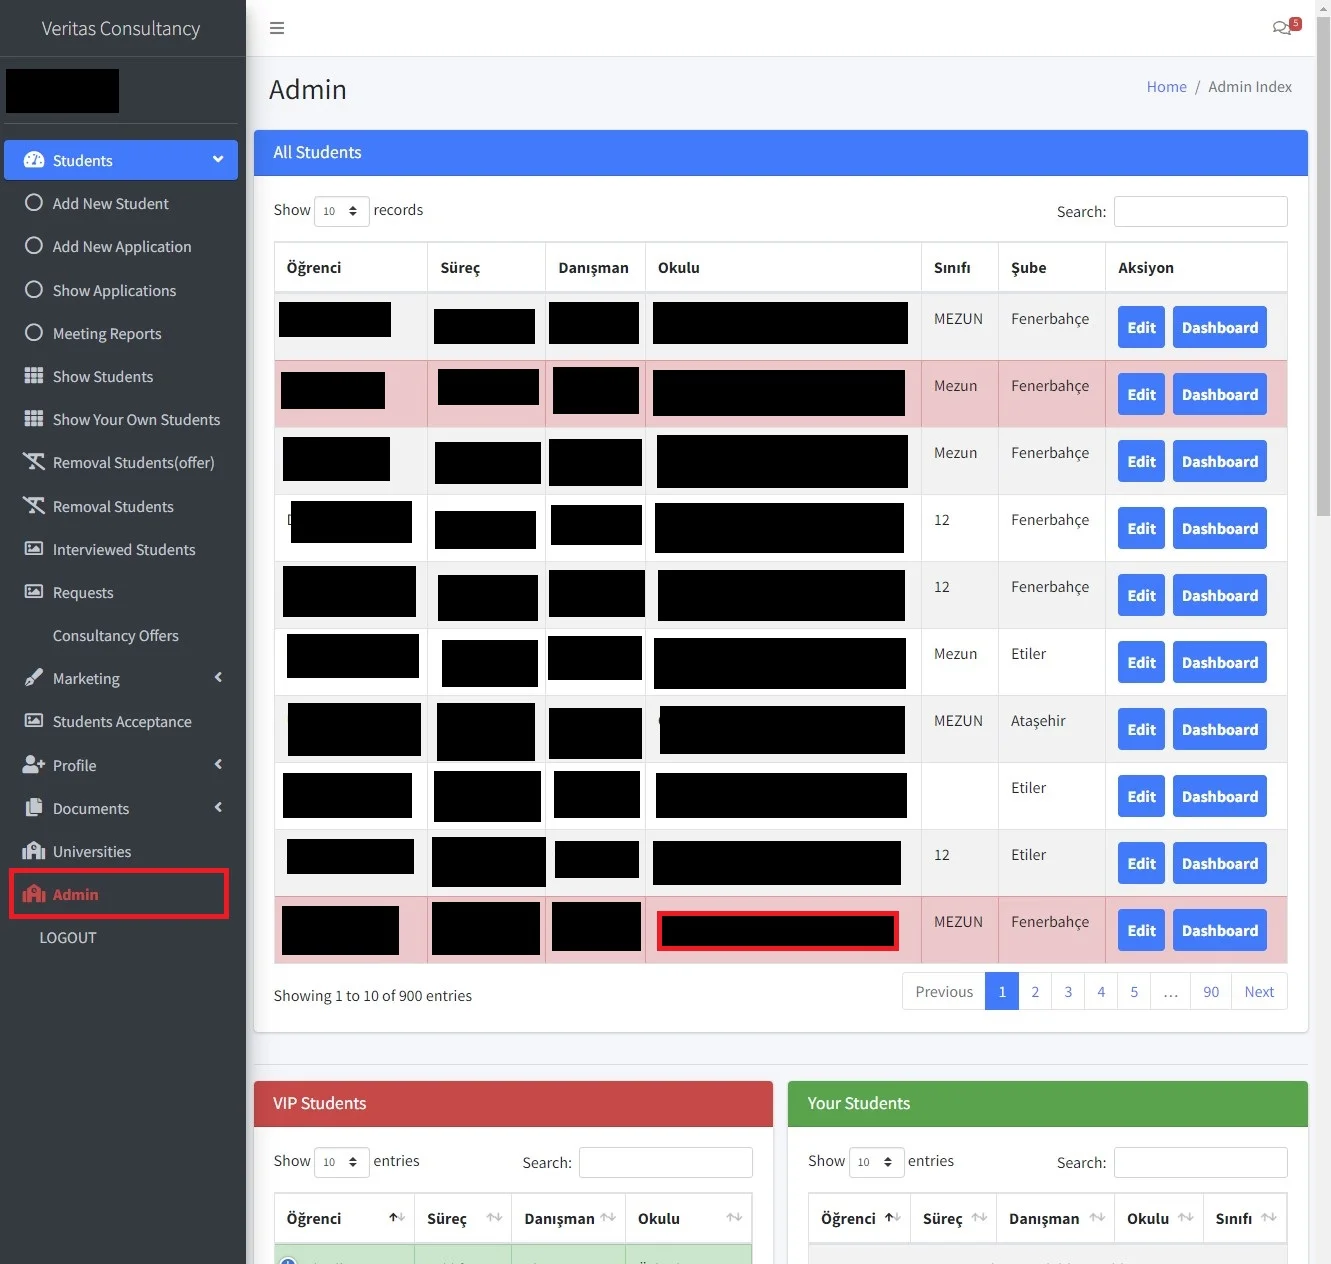 Veritas Consultancy
5
Admin
Home / Admin Index
Students
Add New Student
Add New Application
Show Applications
Meeting Reports
Show Students
Show Your Own Students
Removal Students(offer)
Removal Students
Interviewed Students
Requests
Consultancy Offers
Marketing
Students Acceptance
Profile
Documents
Universities
Admin
LOGOUT
All Students
Show 10 records
Search:
Öğrenci Süreç Danışman Okulu Sınıfı Şube Aksiyon
MEZUN Fenerbahçe Edit Dashboard
Mezun Fenerbahçe Edit Dashboard
Mezun Fenerbahçe Edit Dashboard
12 Fenerbahçe Edit Dashboard
12 Fenerbahçe Edit Dashboard
Mezun Etiler Edit Dashboard
MEZUN Ataşehir Edit Dashboard
Etiler Edit Dashboard
12 Etiler Edit Dashboard
MEZUN Fenerbahçe Edit Dashboard
Showing 1 to 10 of 900 entries
Previous 1 2 3 4 5 … 90 Next
VIP Students
Show 10 entries Search:
Öğrenci Süreç Danışman Okulu
Your Students
Show 10 entries Search:
Öğrenci Süreç Danışman Okulu Sınıfı